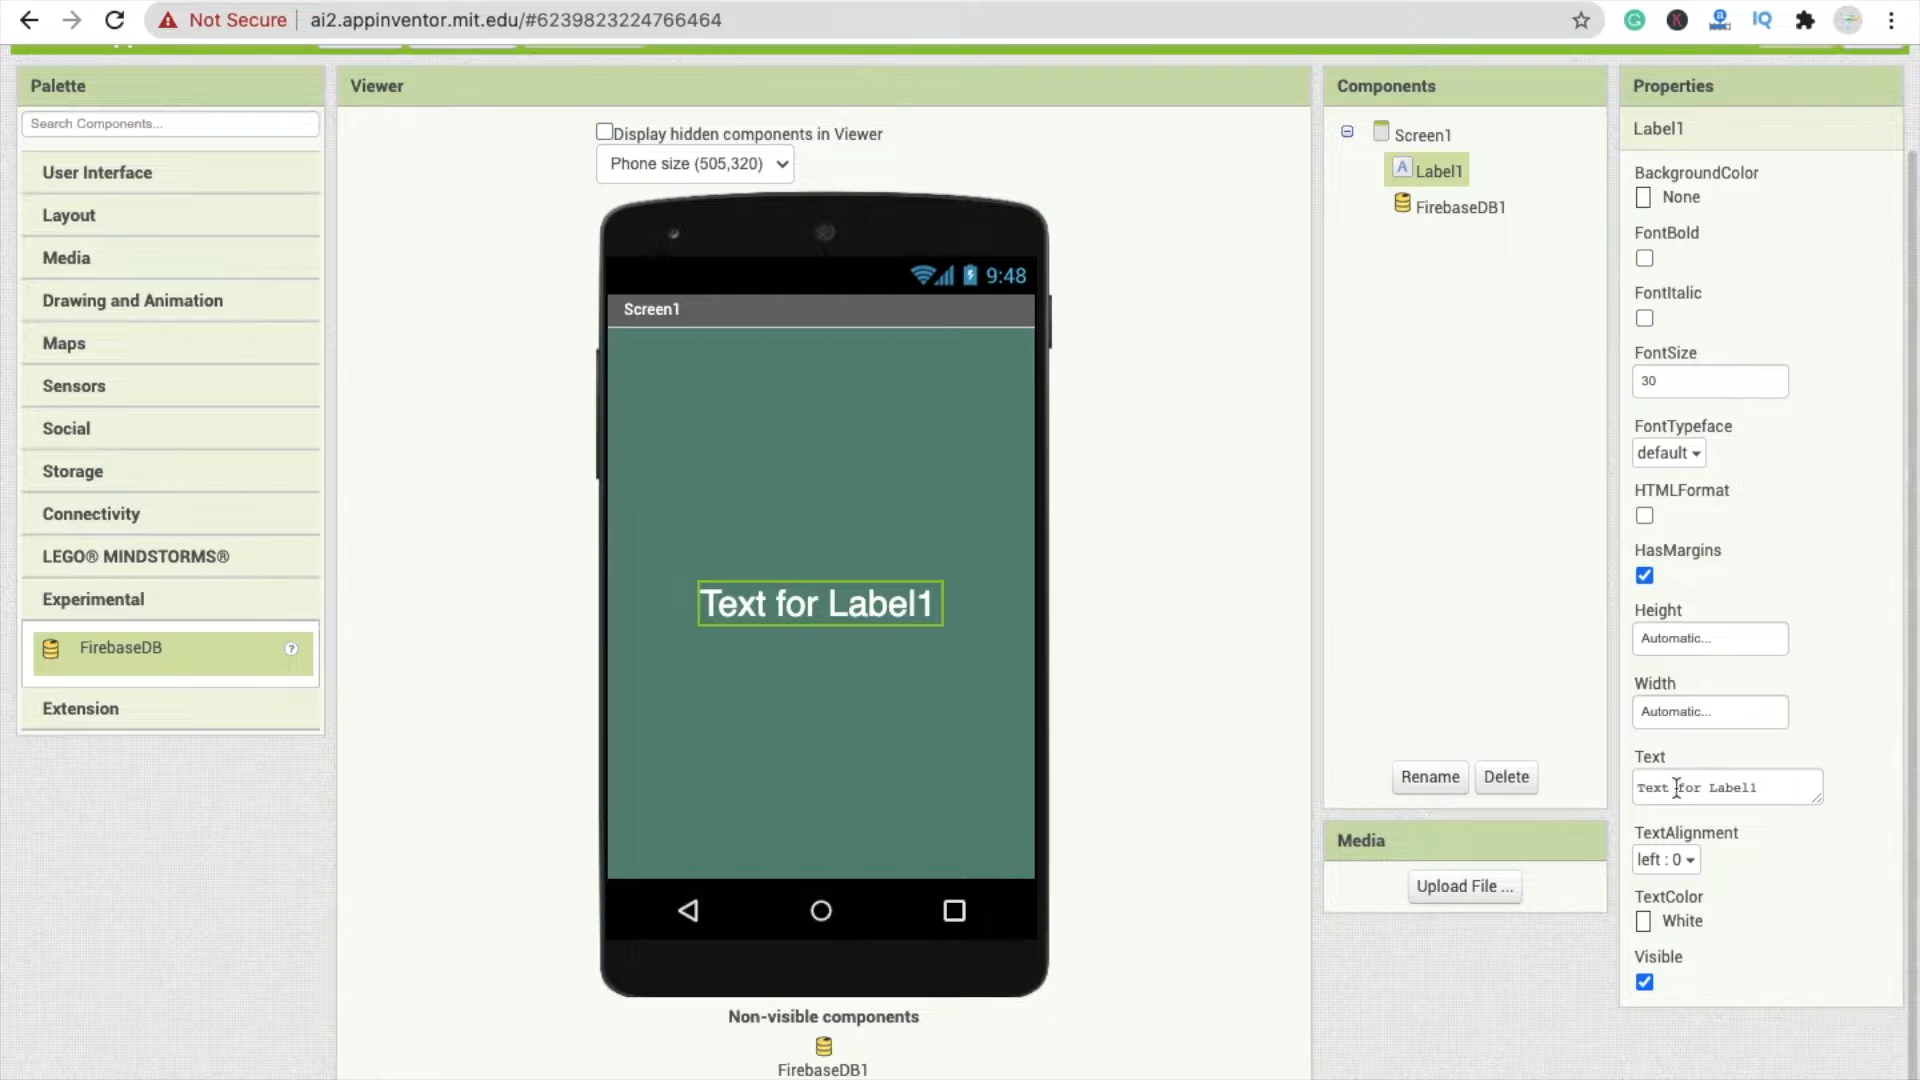 Not Secure
ai2.appinventor.mit.edu/#6239823224766464
Palette
Search Components...
User Interface
Layout
Media
Drawing and Animation
Maps
Sensors
Social
Storage
Connectivity
LEGO® MINDSTORMS®
Experimental
FirebaseDB
?
Extension
Viewer
Display hidden components in Viewer
Phone size (505,320)
9:48
Screen1
Text for Label1
Non-visible components
FirebaseDB1
Components
Screen1
A Label1
FirebaseDB1
Rename Delete
Media
Upload File ...
Properties
Label1
BackgroundColor
None
FontBold
FontItalic
FontSize
30
FontTypeface
default
HTMLFormat
HasMargins
Height
Automatic...
Width
Automatic...
Text
Text for Label1
TextAlignment
left : 0
TextColor
White
Visible